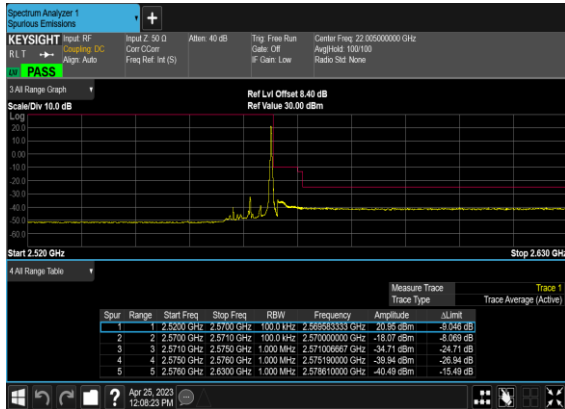 Spectrum Analyzer 1
Spurious Emissions
KEYSIGHT Input: RF Input Z: 50 Ω Atten: 40 dB Trig: Free Run Center Freq: 22.005000000 GHz
RLT Coupling: DC Corr CCorr Gate: Off Avg|Hold: 100/100
Align: Auto Freq Ref: Int (S) IF Gain: Low Radio Std: None
PASS
3 All Range Graph
Ref Lvl Offset 8.40 dB
Scale/Div 10.0 dB Ref Value 30.00 dBm
Log
20.0
10.0
0.00
-10.0
-20.0
-30.0
-40.0
-50.0
-60.0
Start 2.520 GHz Stop 2.630 GHz
4 All Range Table
Measure Trace Trace 1
Trace Type Trace Average (Active)
Spur Range Start Freq Stop Freq RBW Frequency Amplitude ΔLimit
1 1 2.5200 GHz 2.5700 GHz 100.0 kHz 2.569583333 GHz 20.95 dBm -9.046 dB
2 2 2.5700 GHz 2.5710 GHz 100.0 kHz 2.570000000 GHz -18.07 dBm -8.069 dB
3 3 2.5710 GHz 2.5750 GHz 1.000 MHz 2.571006667 GHz -34.71 dBm -24.71 dB
4 4 2.5750 GHz 2.5760 GHz 1.000 MHz 2.575190000 GHz -39.94 dBm -26.94 dB
5 5 2.5760 GHz 2.6300 GHz 1.000 MHz 2.578610000 GHz -40.49 dBm -15.49 dB
Apr 25, 2023
12:08:23 PM